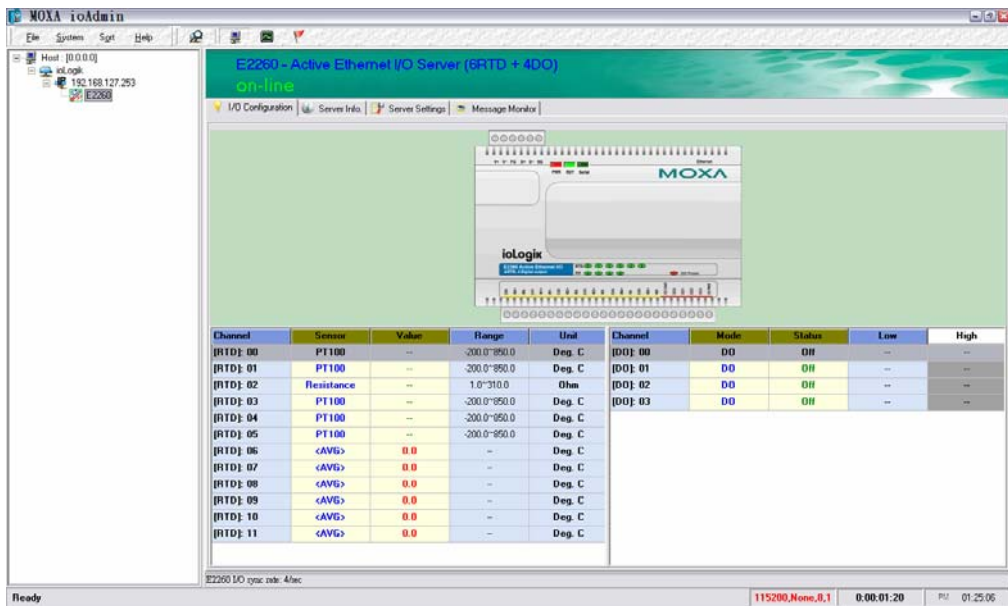 MOXA ioAdmin
File System Sort Help
Host : [0.0.0.0]
ioLogik
192.168.127.253
E2260
E2260 - Active Ethernet I/O Server (6RTD + 4DO)
on-line
I/O Configuration Server Info. Server Settings Message Monitor
MOXA
ioLogik
Channel Sensor Value Range Unit
[RTD]: 00 PT100 -- -200.0~850.0 Deg. C
[RTD]: 01 PT100 -- -200.0~850.0 Deg. C
[RTD]: 02 Resistance -- 1.0~310.0 Ohm
[RTD]: 03 PT100 -- -200.0~850.0 Deg. C
[RTD]: 04 PT100 -- -200.0~850.0 Deg. C
[RTD]: 05 PT100 -- -200.0~850.0 Deg. C
[RTD]: 06 <AVG> 0.0 -- Deg. C
[RTD]: 07 <AVG> 0.0 -- Deg. C
[RTD]: 08 <AVG> 0.0 -- Deg. C
[RTD]: 09 <AVG> 0.0 -- Deg. C
[RTD]: 10 <AVG> 0.0 -- Deg. C
[RTD]: 11 <AVG> 0.0 -- Deg. C
Channel Mode Status Low High
[DO]: 00 DO Off -- --
[DO]: 01 DO Off -- --
[DO]: 02 DO Off -- --
[DO]: 03 DO Off -- --
E2260 I/O sync rate: 4/sec
Ready 115200,None,8,1 0:00:01:20 PM 01:25:06